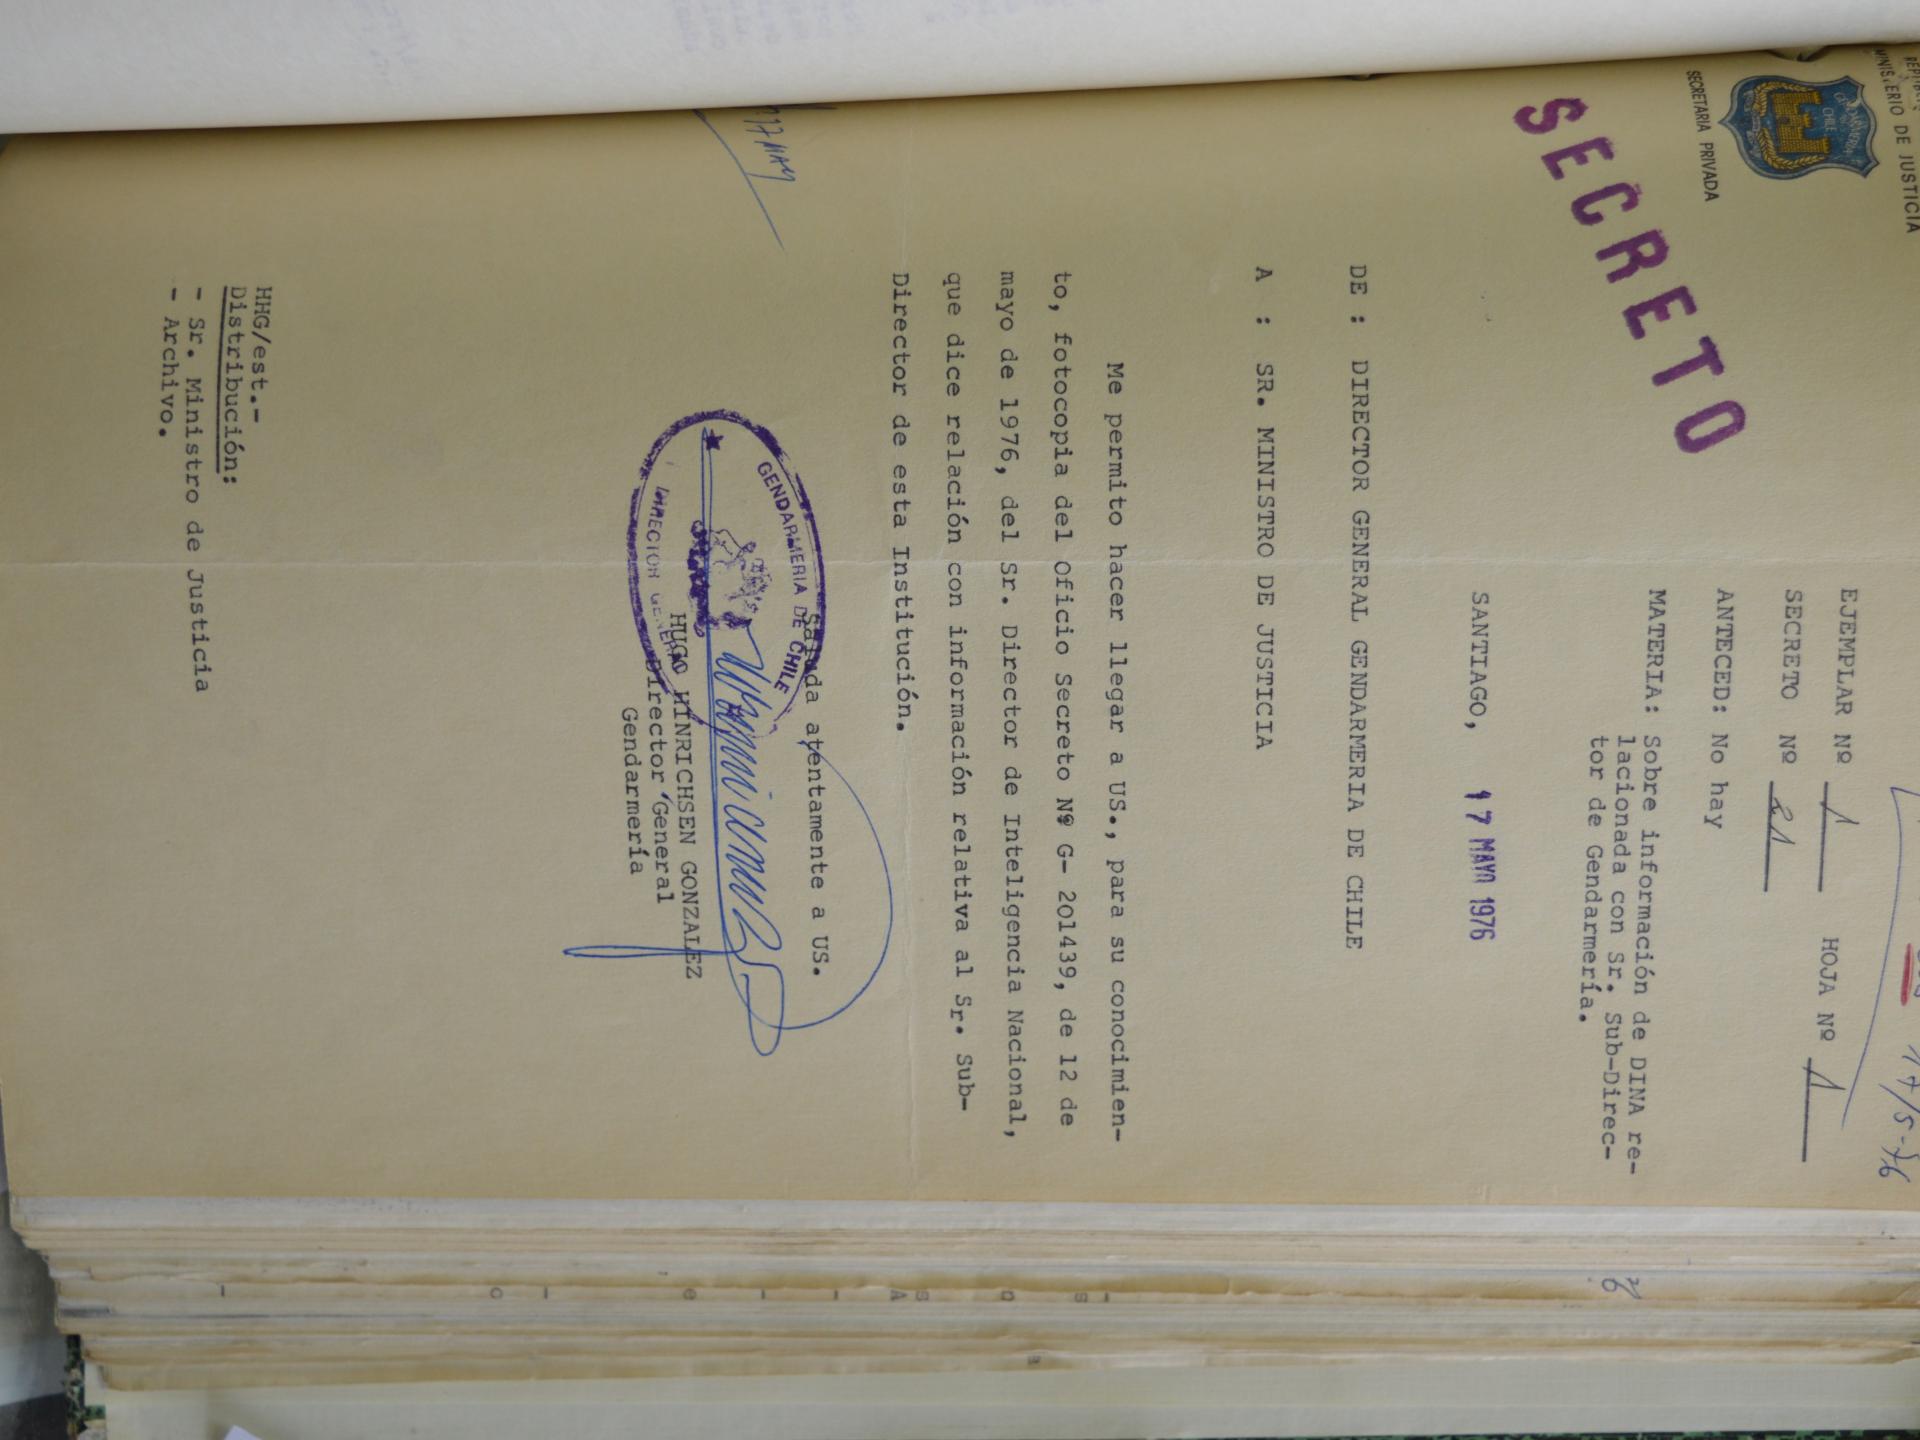 MINISTERIO DE JUSTICIA
SECRETARIA PRIVADA
GENDARMERIA
CHILE
SECRETO
17/5-76
EJEMPLAR Nº 1 HOJA Nº 1
SECRETO Nº 21
ANTECED: No hay
MATERIA: Sobre información de DINA re-
lacionada con Sr. Sub-Direc-
tor de Gendarmería.
SANTIAGO, 17 MAYO 1976
DE : DIRECTOR GENERAL GENDARMERIA DE CHILE
A : SR. MINISTRO DE JUSTICIA
Me permito hacer llegar a US., para su conocimien-
to, fotocopia del Oficio Secreto Nº G- 201439, de 12 de
mayo de 1976, del Sr. Director de Inteligencia Nacional,
que dice relación con información relativa al Sr. Sub-
Director de esta Institución.
Saluda atentamente a US.
GENDARMERIA DE CHILE
DIRECTOR GENERAL
HUGO HINRICHSEN GONZALEZ
Director General
Gendarmería
HHG/est.-
Distribución:
- Sr. Ministro de Justicia
- Archivo.